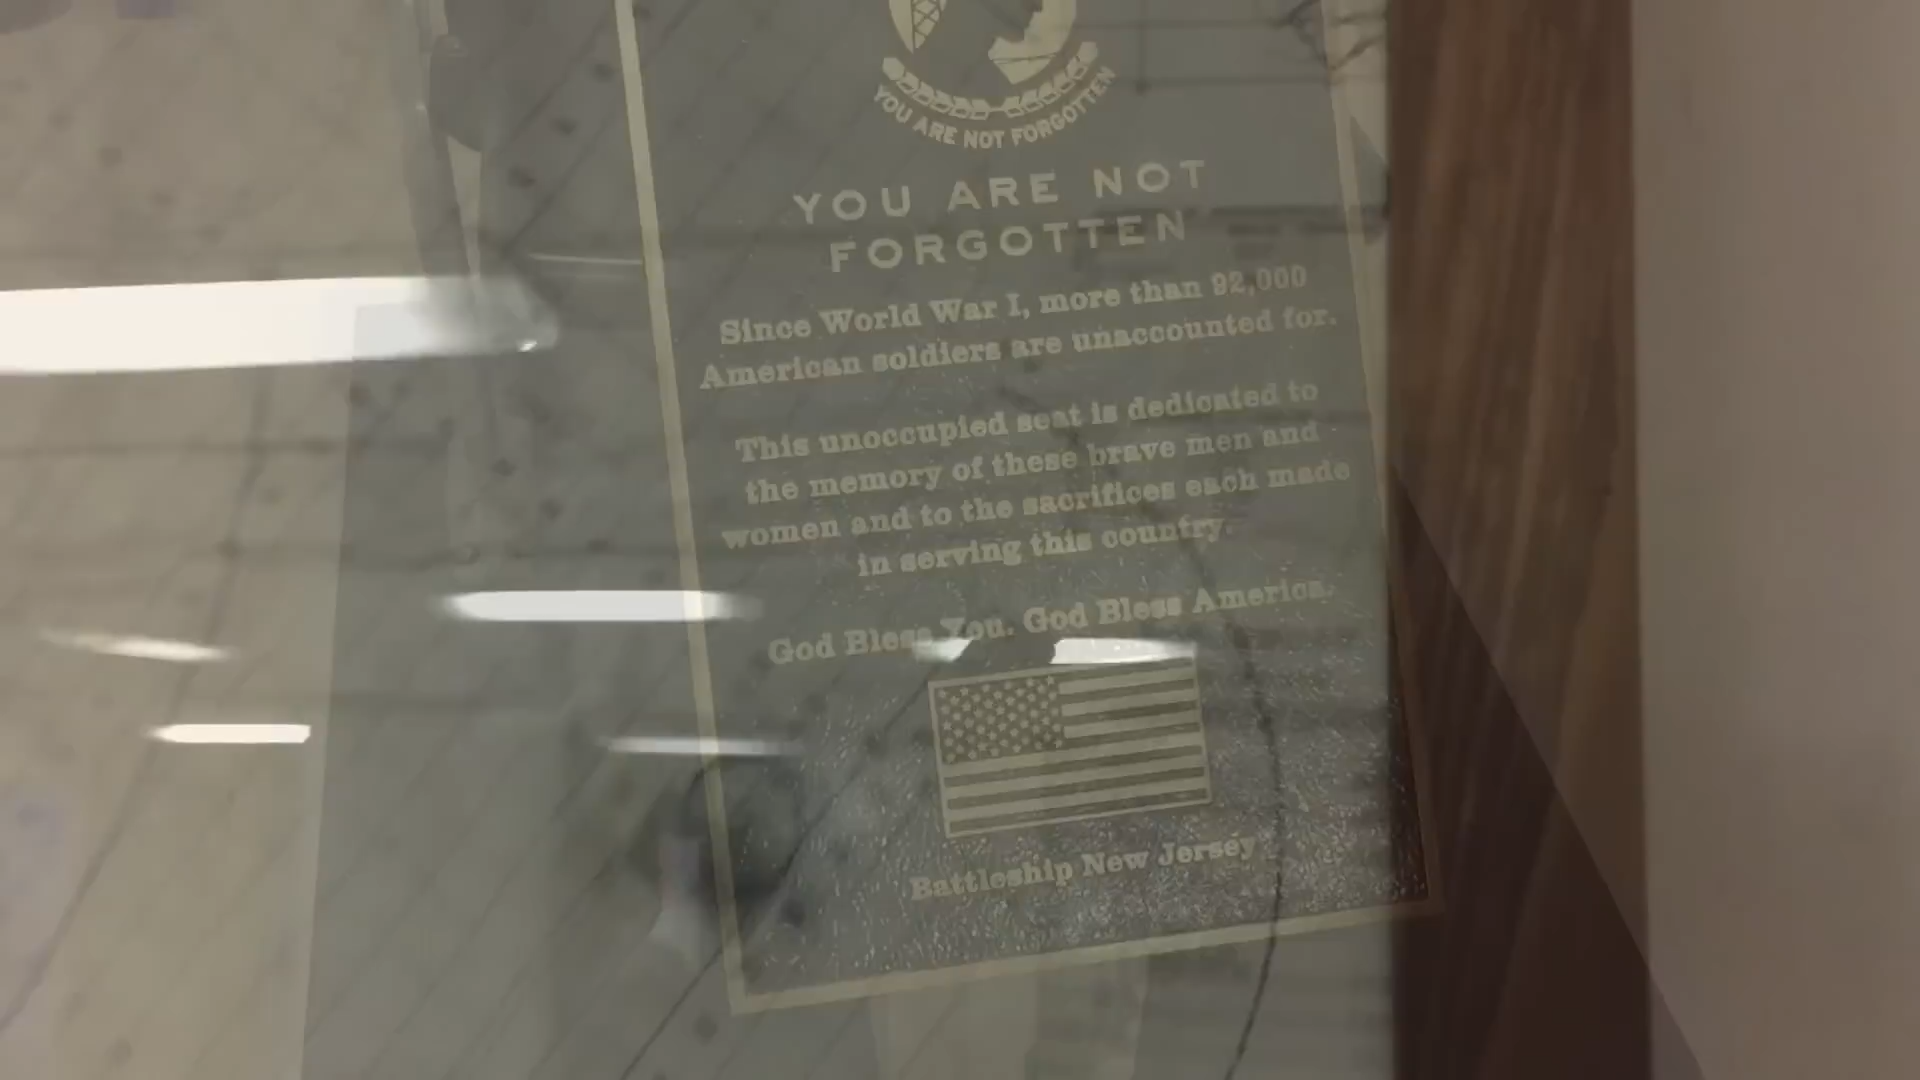 YOU ARE NOT FORGOTTEN
YOU ARE NOT
FORGOTTEN
Since World War I, more than 92,000
American soldiers are unaccounted for.
This unoccupied seat is dedicated to
the memory of these brave men and
women and to the sacrifices each made
in serving this country.
God Bless You. God Bless America.
Battleship New Jersey